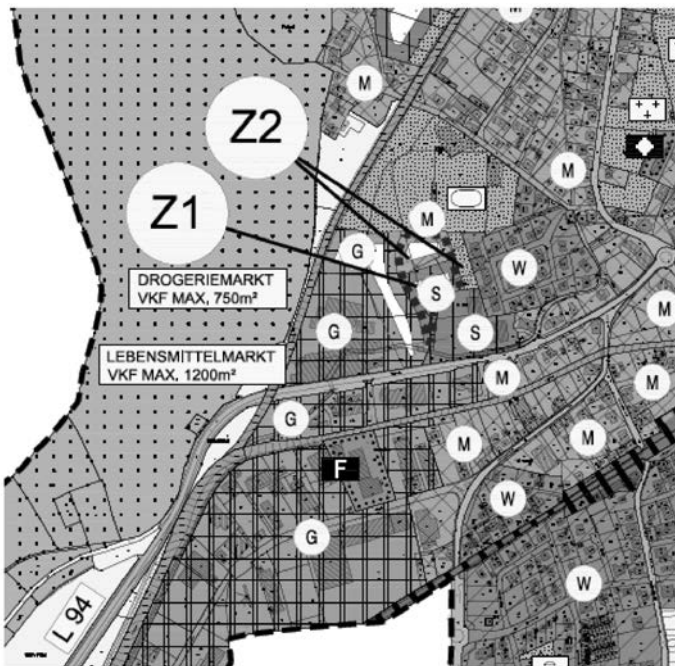 M
M
Z2
M
Z1
M
G
W
S
DROGERIEMARKT
VKF MAX, 750m²
G
S
M
LEBENSMITTELMARKT
VKF MAX, 1200m²
M
M
G
M
M
F
W
G
W
L 94